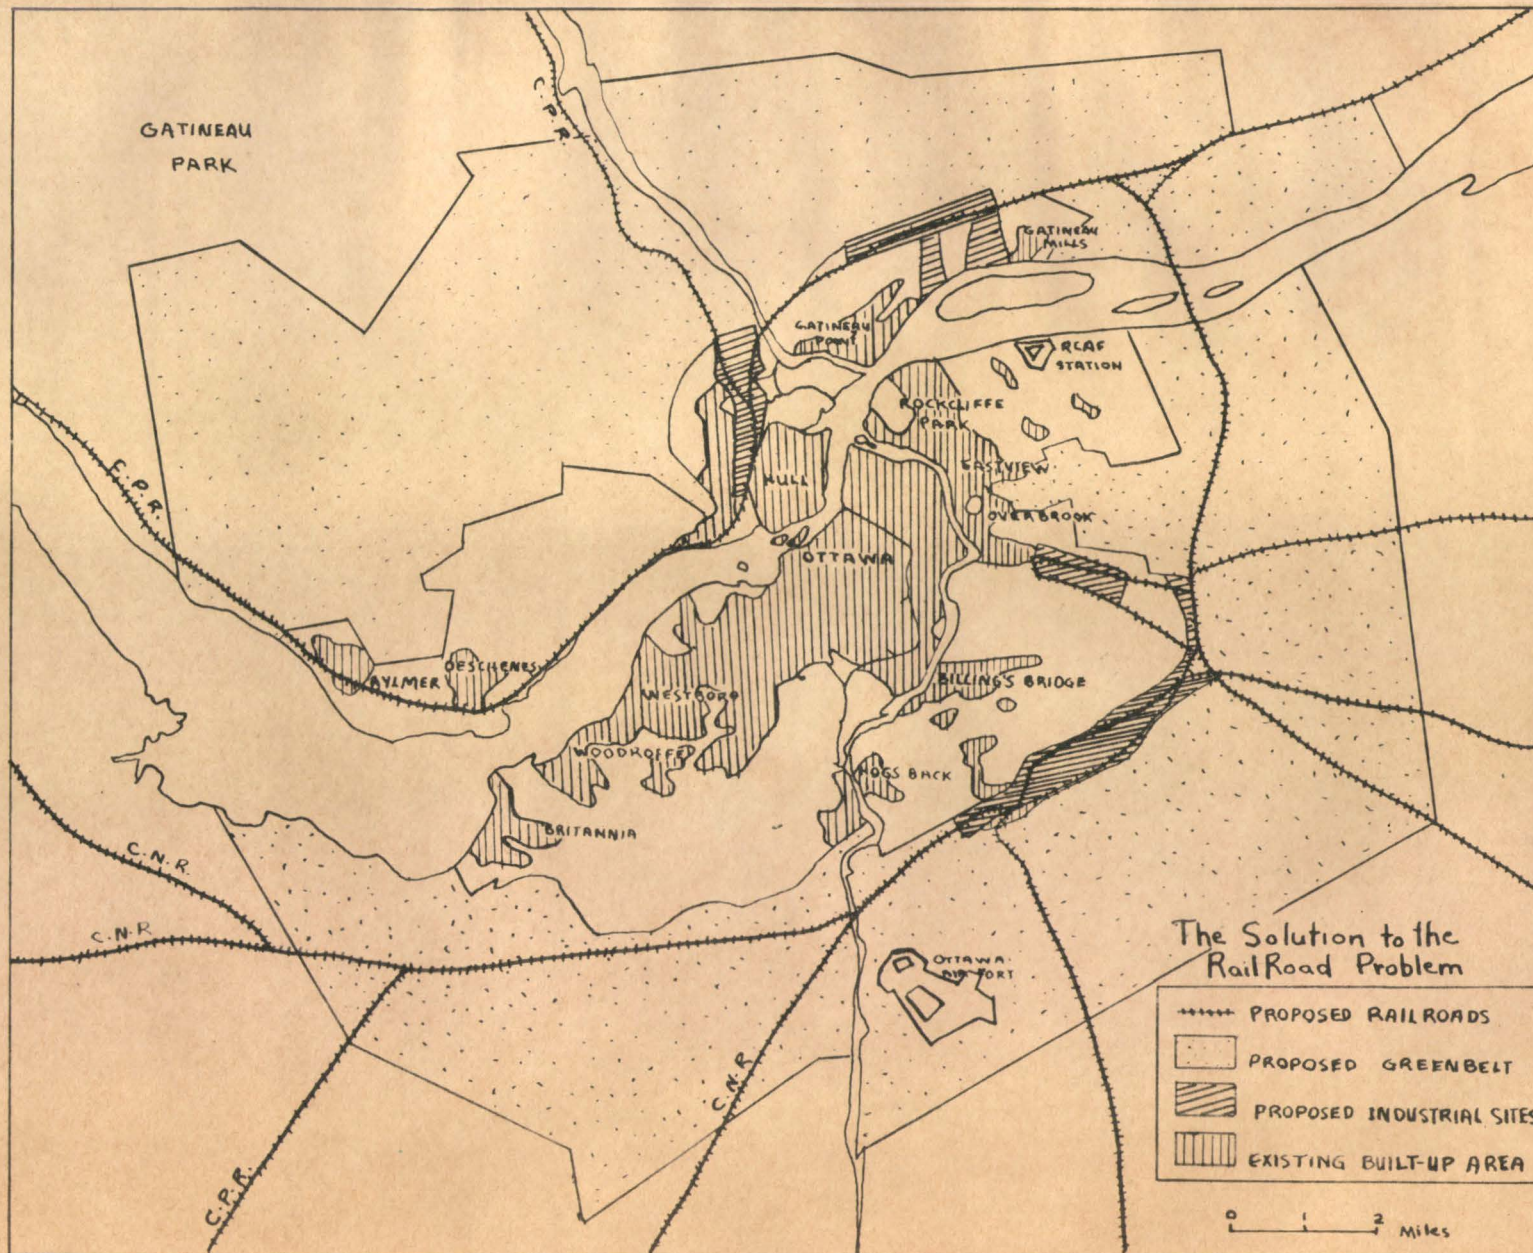 GATINEAU
PARK
C.P.R.
GATINEAU
MILLS
GATINEAU
POINT
RCAF
STATION
ROCKCLIFFE
PARK
EASTVIEW
HULL
OVERBROOK
OTTAWA
C.P.R.
DESCHENES
AYLMER
BILLING'S BRIDGE
WESTBORO
WOODROFFE
HOGS BACK
BRITANNIA
C.N.R.
C.N.R
OTTAWA
AIRPORT
C.N.R
C.P.R.
The Solution to the
RailRoad Problem
PROPOSED RAILROADS
PROPOSED GREENBELT
PROPOSED INDUSTRIAL SITES
EXISTING BUILT-UP AREA
0 1 2 Miles